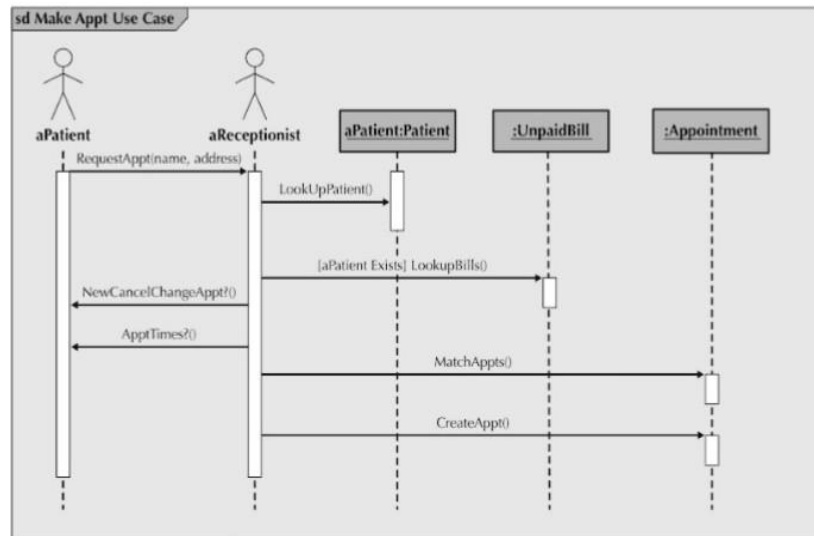 sd Make Appt Use Case
aPatient
aReceptionist
aPatient:Patient
:UnpaidBill
:Appointment
RequestAppt(name, address)
LookUpPatient()
[aPatient Exists] LookupBills()
NewCancelChangeAppt?()
ApptTimes?()
MatchAppts()
CreateAppt()